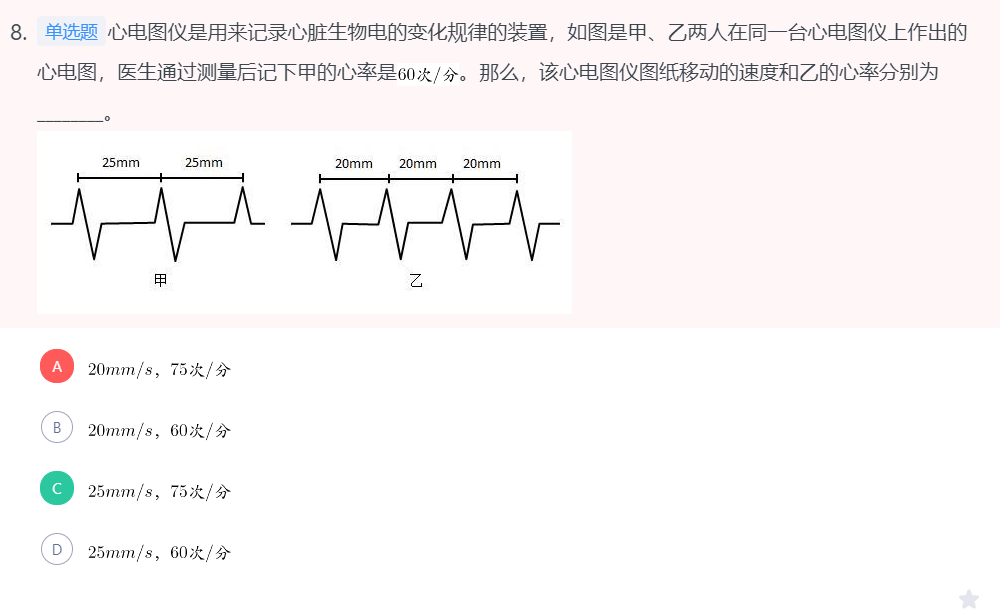 8. 单选题 心电图仪是用来记录心脏生物电的变化规律的装置，如图是甲、乙两人在同一台心电图仪上作出的
心电图，医生通过测量后记下甲的心率是60次/分。那么，该心电图仪图纸移动的速度和乙的心率分别为
________。
25mm 25mm 20mm 20mm 20mm
甲 乙
A 20mm/s，75次/分
B 20mm/s，60次/分
C 25mm/s，75次/分
D 25mm/s，60次/分